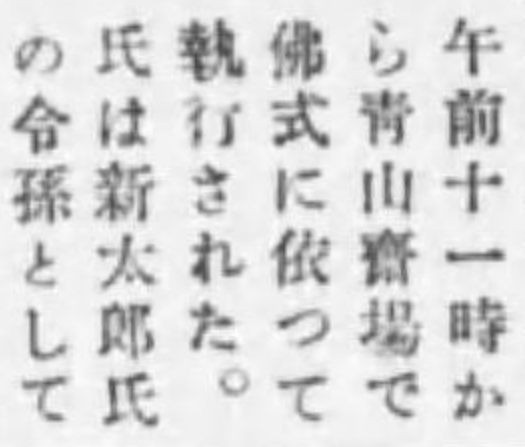 午前十一時か
ら青山齋場で
佛式に依つて
執行された。
氏は新太郎氏
の令孫として